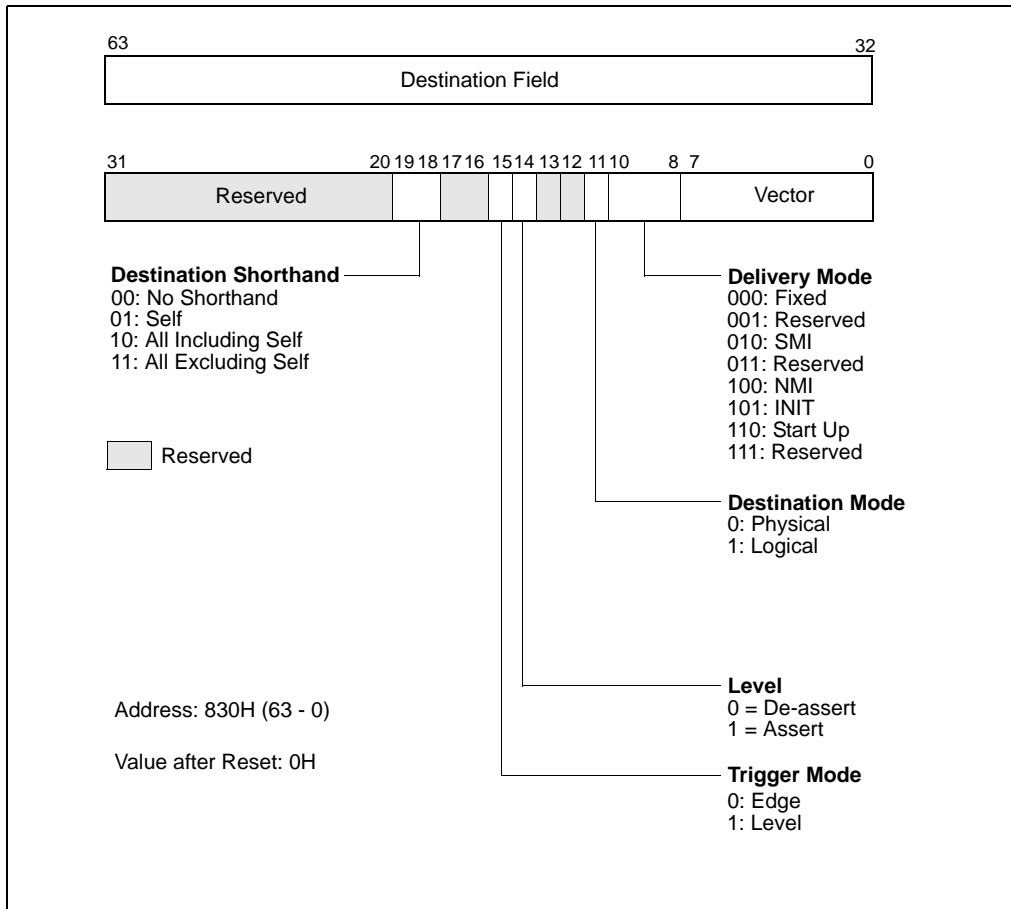 63 32
Destination Field
31 20 19 18 17 16 15 14 13 12 11 10 8 7 0
Reserved Vector
Destination Shorthand
00: No Shorthand
01: Self
10: All Including Self
11: All Excluding Self
Delivery Mode
000: Fixed
001: Reserved
010: SMI
011: Reserved
100: NMI
101: INIT
110: Start Up
111: Reserved
Reserved
Destination Mode
0: Physical
1: Logical
Level
0 = De-assert
1 = Assert
Address: 830H (63 - 0)
Value after Reset: 0H
Trigger Mode
0: Edge
1: Level